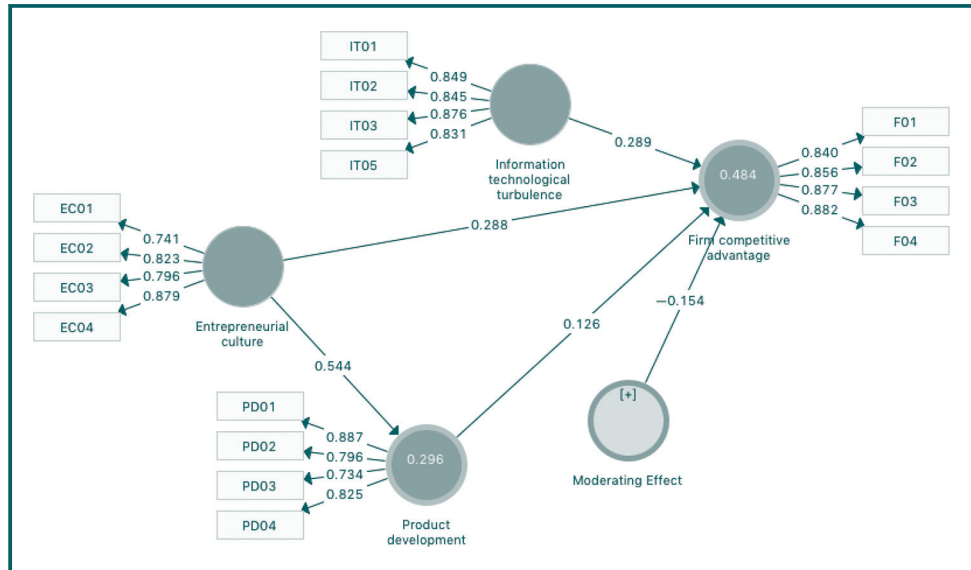 IT01
IT02
IT03
IT05
0.849
0.845
0.876
0.831
Information
technological
turbulence
0.289
F01
F02
F03
F04
0.840
0.856
0.877
0.882
0.484
Firm competitive
advantage
EC01
EC02
EC03
EC04
0.741
0.823
0.796
0.879
Entrepreneurial
culture
0.288
0.544
0.126
−0.154
PD01
PD02
PD03
PD04
0.887
0.796
0.734
0.825
0.296
Product
development
[+]
Moderating Effect